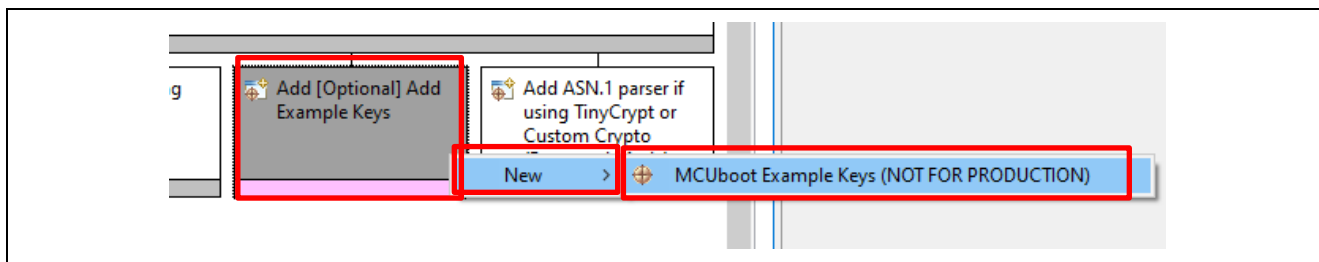 g
Add [Optional] Add
Example Keys
Add ASN.1 parser if
using TinyCrypt or
Custom Crypto
New
MCUboot Example Keys (NOT FOR PRODUCTION)